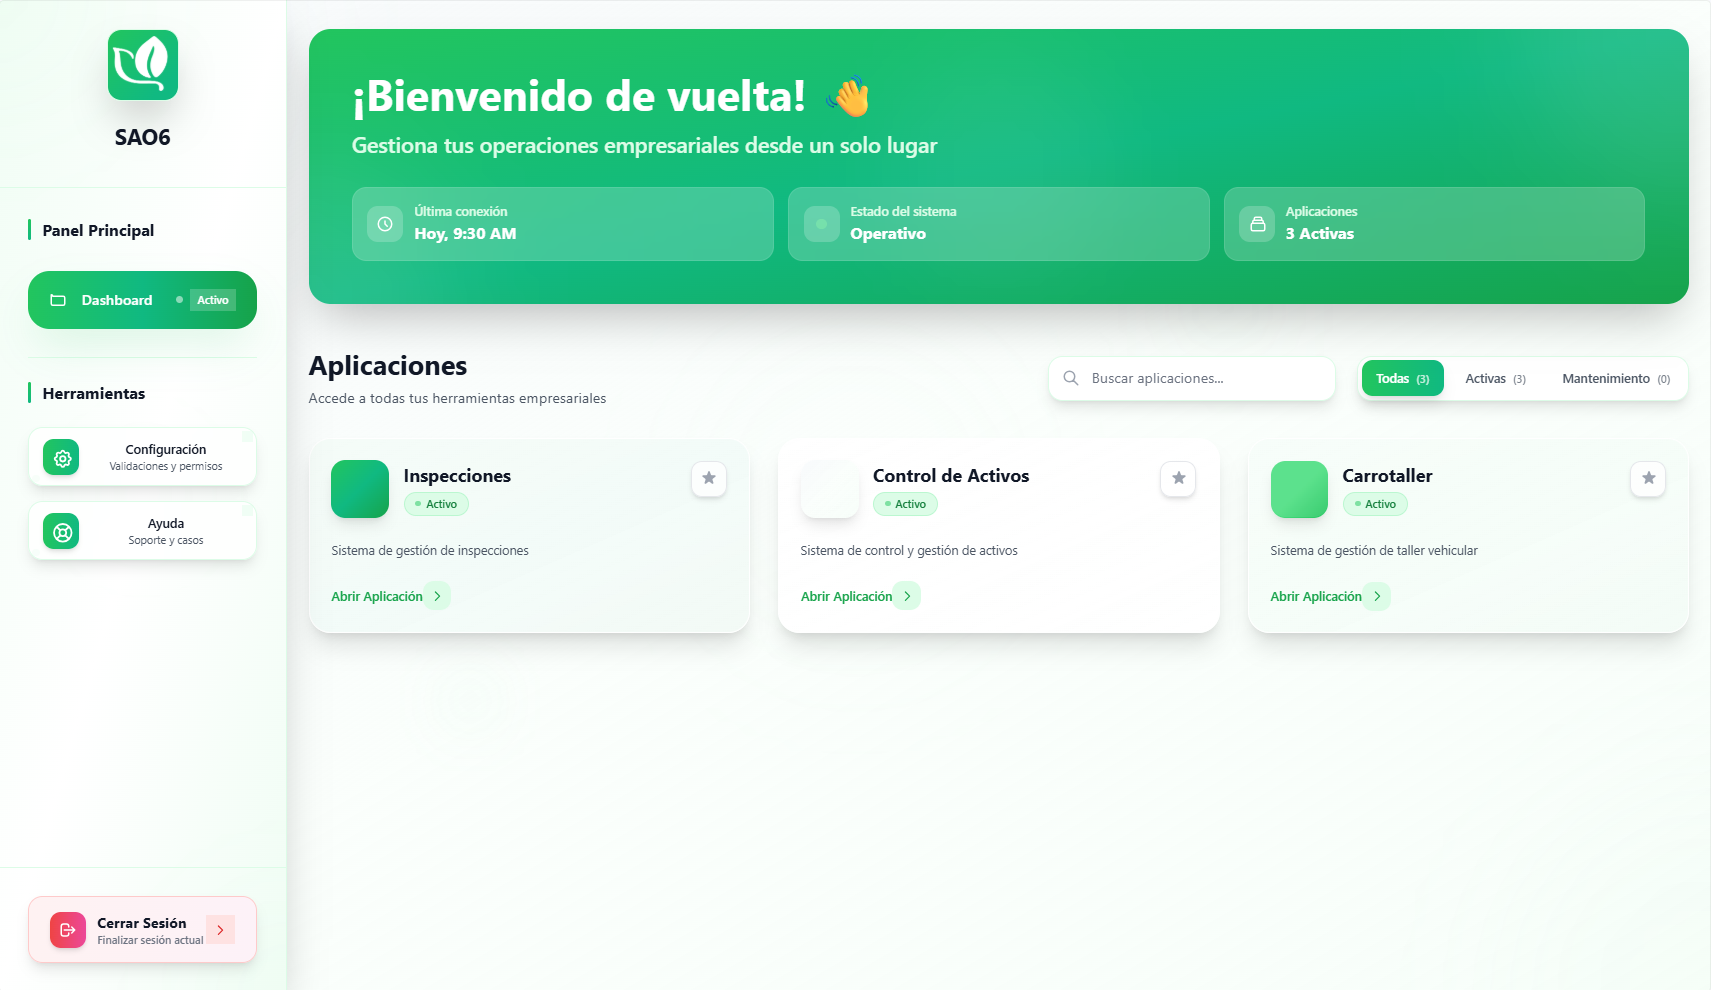 SAO6
Panel Principal
Dashboard
Activo
Herramientas
Configuración
Validaciones y permisos
Ayuda
Soporte y casos
Cerrar Sesión
Finalizar sesión actual
¡Bienvenido de vuelta! 👋
Gestiona tus operaciones empresariales desde un solo lugar
Última conexión
Hoy, 9:30 AM
Estado del sistema
Operativo
Aplicaciones
3 Activas
Aplicaciones
Accede a todas tus herramientas empresariales
Buscar aplicaciones...
Todas (3)
Activas (3)
Mantenimiento (0)
Inspecciones
Activo
Sistema de gestión de inspecciones
Abrir Aplicación
Control de Activos
Activo
Sistema de control y gestión de activos
Abrir Aplicación
Carrotaller
Activo
Sistema de gestión de taller vehicular
Abrir Aplicación